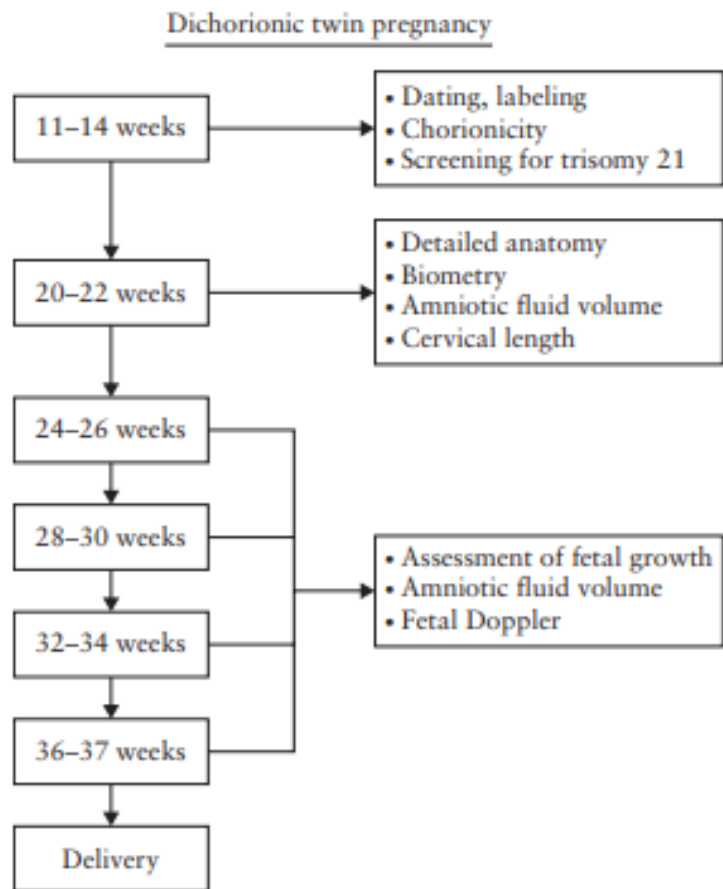 Dichorionic twin pregnancy
11–14 weeks
• Dating, labeling
• Chorionicity
• Screening for trisomy 21
20–22 weeks
• Detailed anatomy
• Biometry
• Amniotic fluid volume
• Cervical length
24–26 weeks
28–30 weeks
• Assessment of fetal growth
• Amniotic fluid volume
• Fetal Doppler
32–34 weeks
36–37 weeks
Delivery